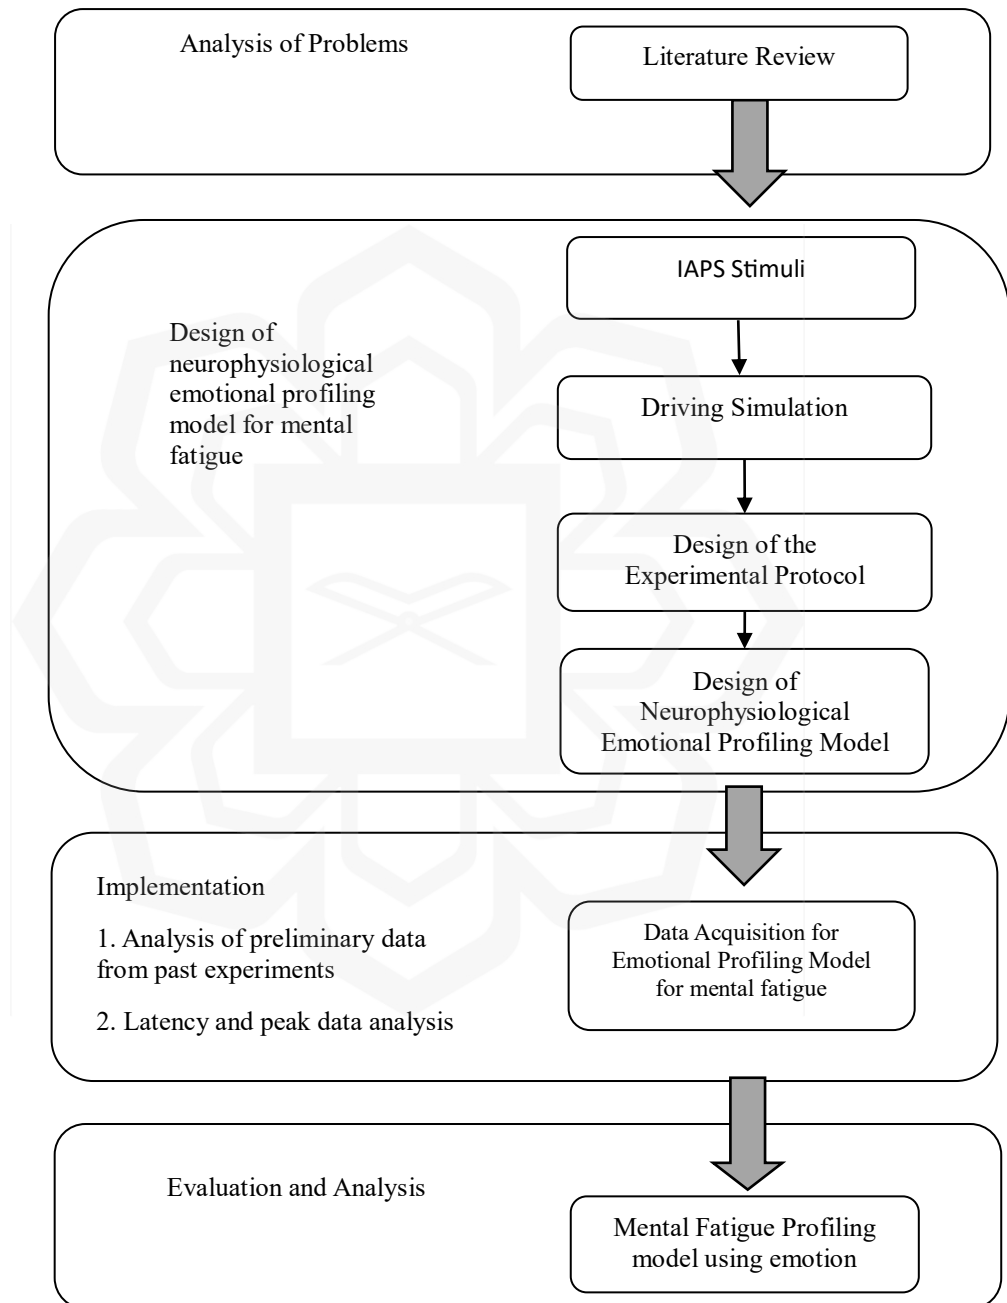 Analysis of Problems
Literature Review
IAPS Stimuli
Design of
neurophysiological
emotional profiling
model for mental
fatigue
Driving Simulation
Design of the
Experimental Protocol
Design of
Neurophysiological
Emotional Profiling Model
Implementation
1. Analysis of preliminary data
from past experiments
2. Latency and peak data analysis
Data Acquisition for
Emotional Profiling Model
for mental fatigue
Evaluation and Analysis
Mental Fatigue Profiling
model using emotion